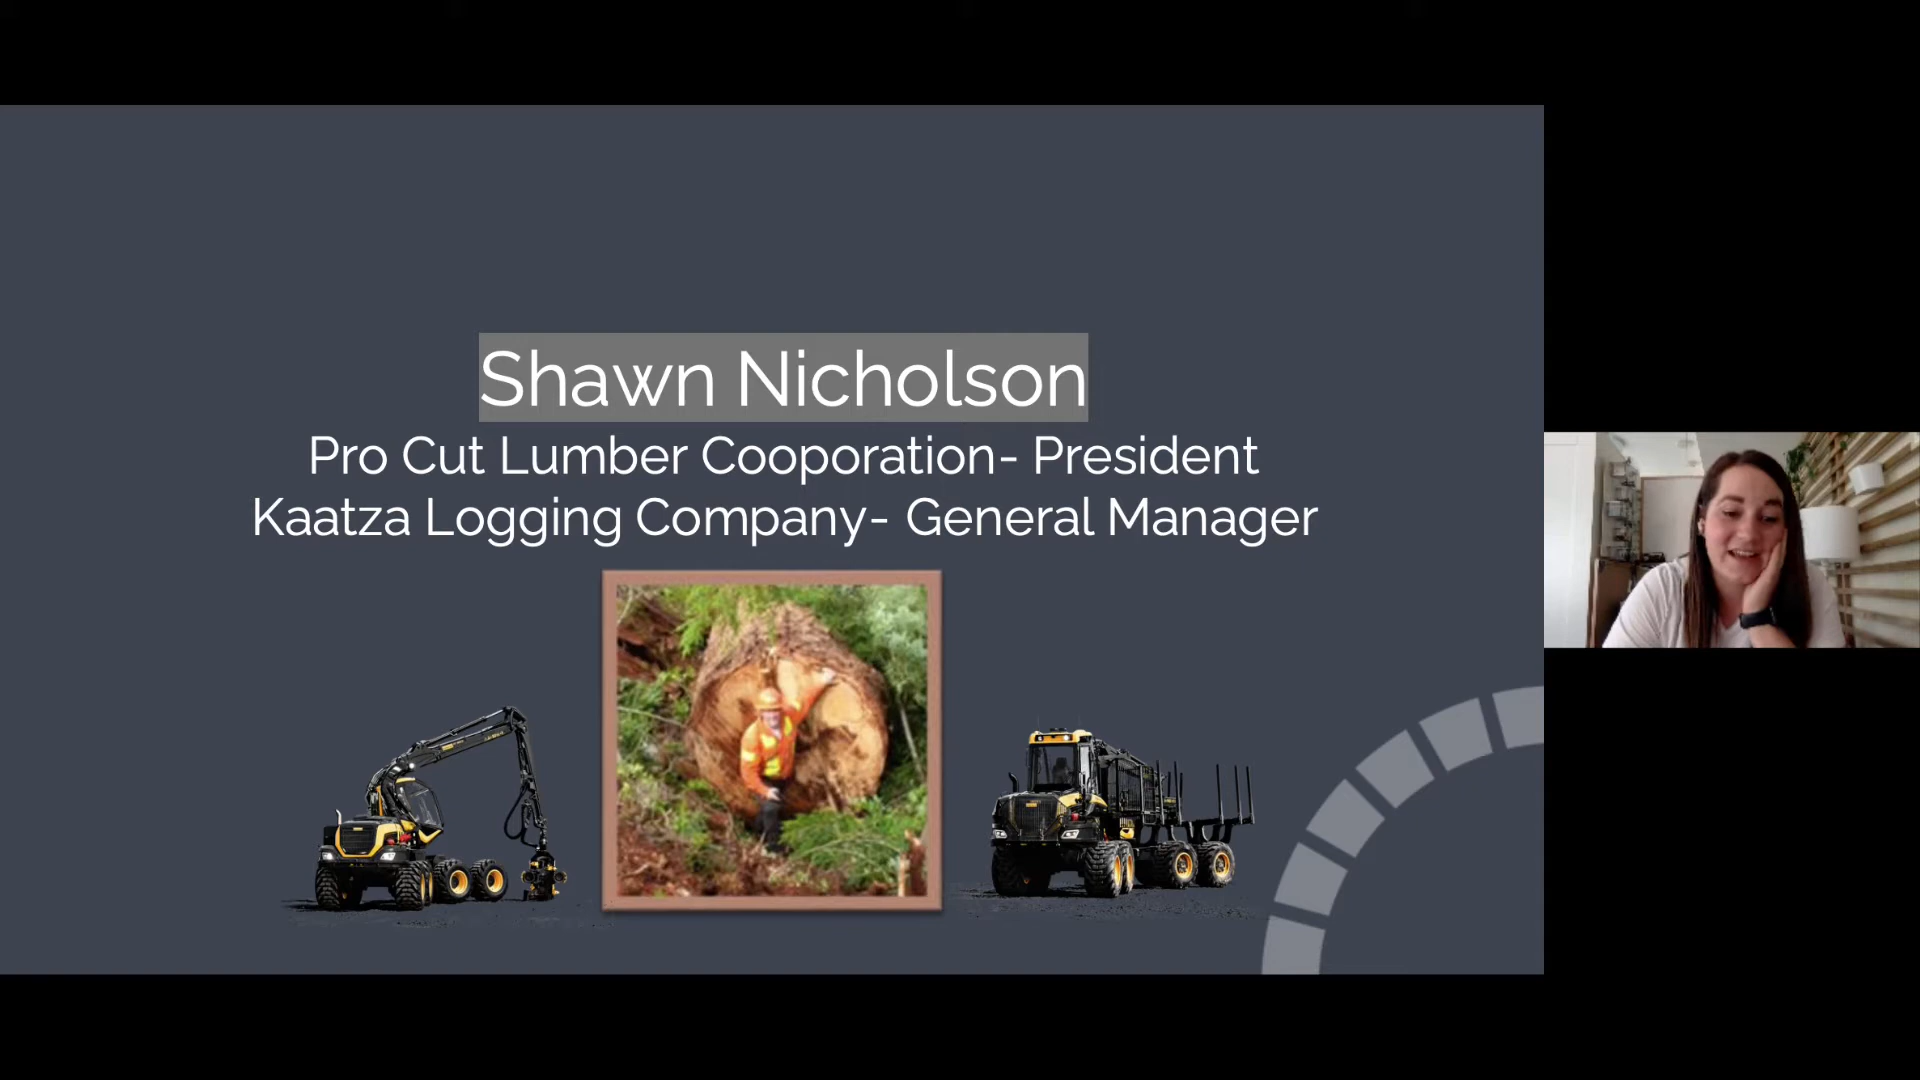 Shawn Nicholson
Pro Cut Lumber Cooporation- President
Kaatza Logging Company- General Manager